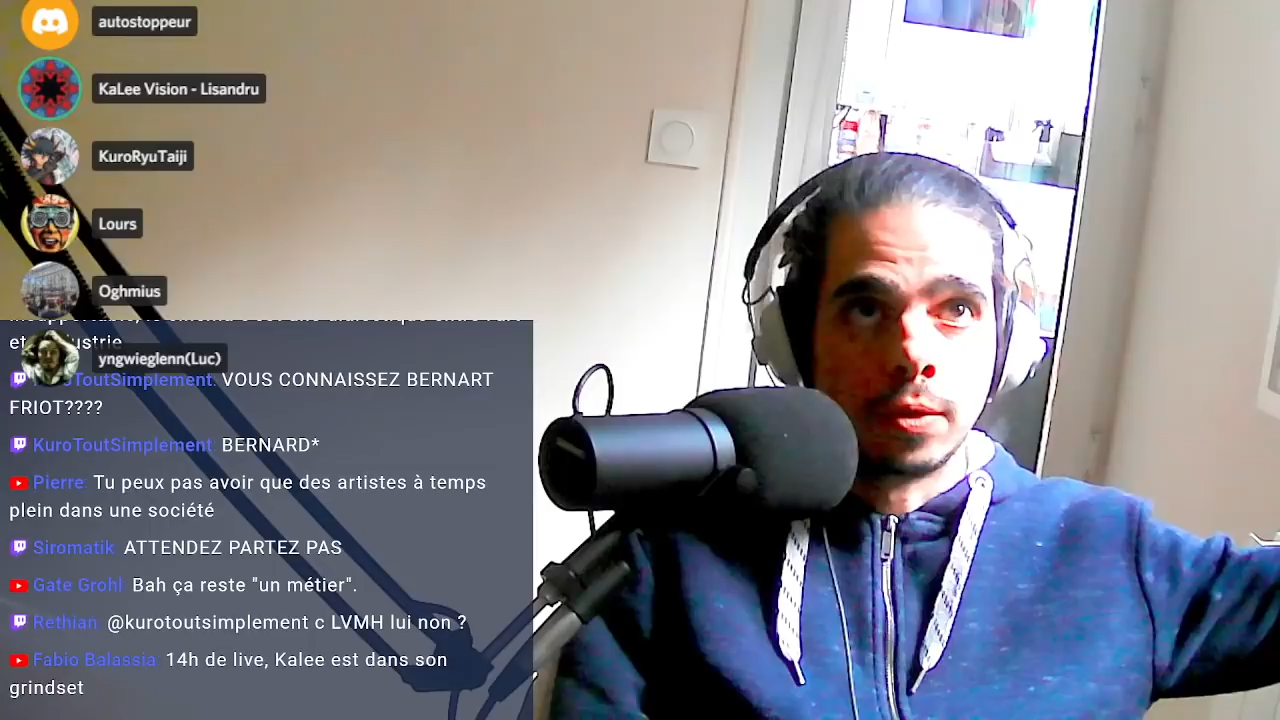 autostoppeur
KaLee Vision - Lisandru
KuroRyuTaiji
Lours
Oghmius
et
yngwieglenn(Luc)
KuroToutSimplement VOUS CONNAISSEZ BERNART
FRIOT????
KuroToutSimplement BERNARD*
Pierre Tu peux pas avoir que des artistes à temps
plein dans une société
Siromatik ATTENDEZ PARTEZ PAS
Gate Grohl Bah ça reste "un métier".
Rethian @kurotoutsimplement c LVMH lui non ?
Fabio Balassia 14h de live, Kalee est dans son
grindset